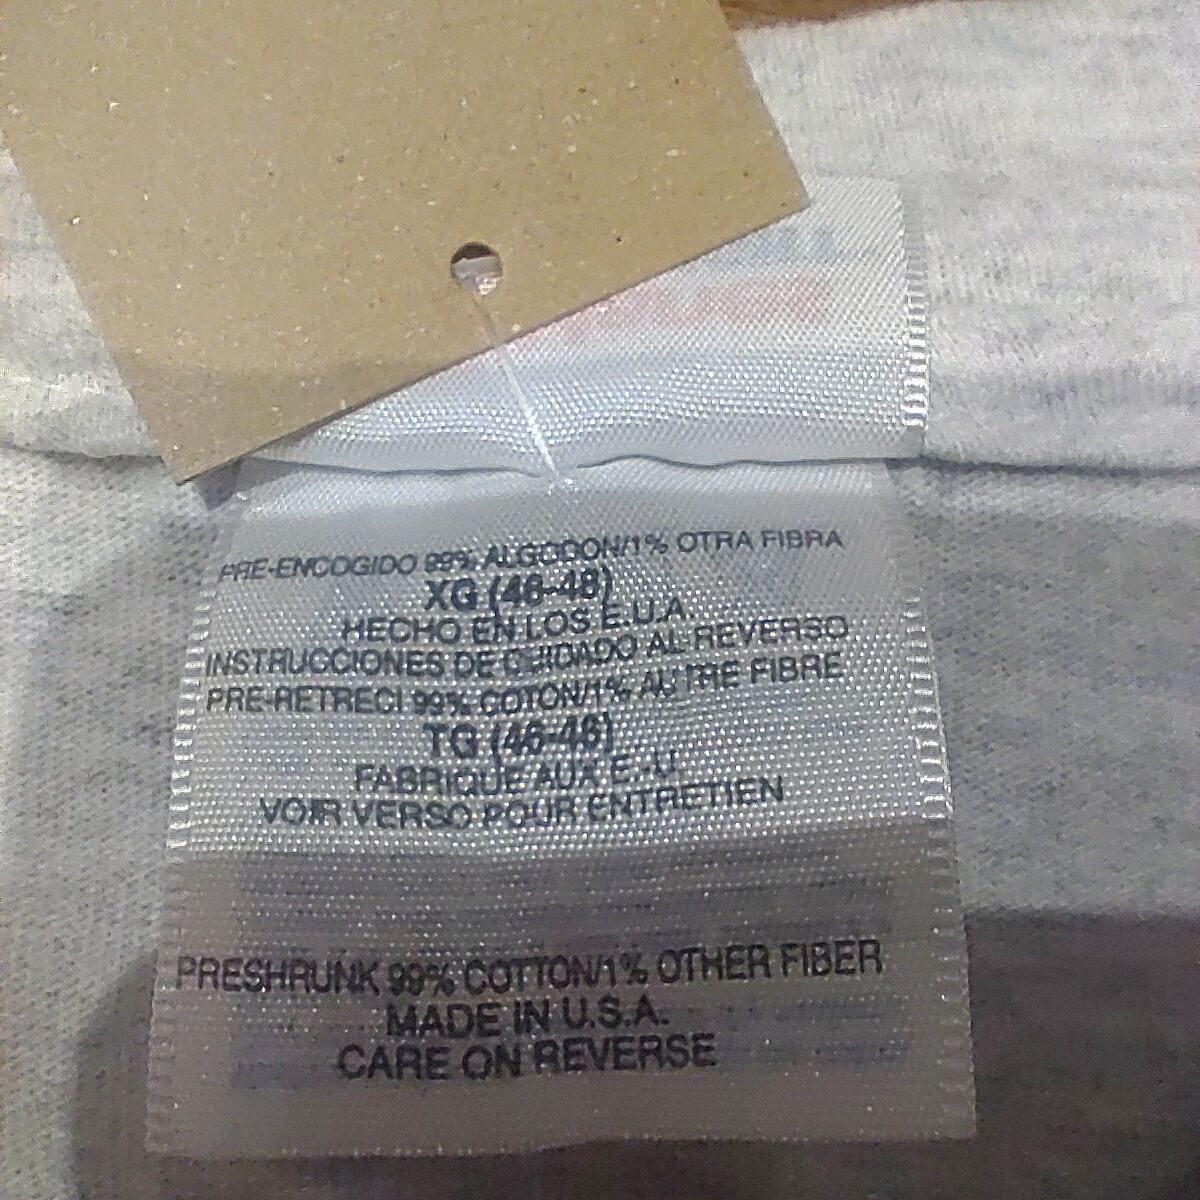 PRE-ENCOGIDO 99% ALGODON/1% OTRA FIBRA
XG (46-48)
HECHO EN LOS E.U.A.
INSTRUCCIONES DE CUIDADO AL REVERSO
PRE-RETRECI 99% COTON/1% AUTRE FIBRE
TG (46-48)
FABRIQUE AUX E.-U.
VOIR VERSO POUR ENTRETIEN
PRESHRUNK 99% COTTON/1% OTHER FIBER
MADE IN U.S.A.
CARE ON REVERSE